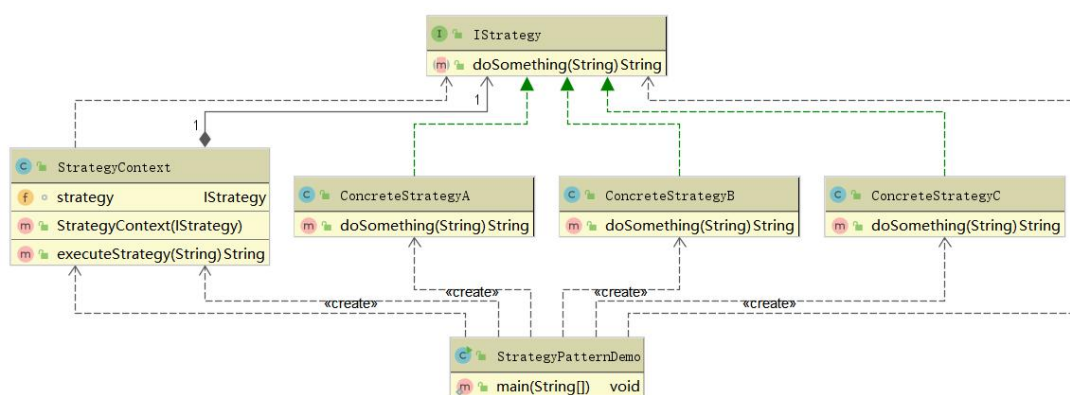 IStrategy
doSomething(String) String
1
1
StrategyContext
strategy IStrategy
StrategyContext(IStrategy)
executeStrategy(String) String
ConcreteStrategyA
doSomething(String) String
ConcreteStrategyB
doSomething(String) String
ConcreteStrategyC
doSomething(String) String
«create»
«create»
«create»
«create»
StrategyPatternDemo
main(String[]) void